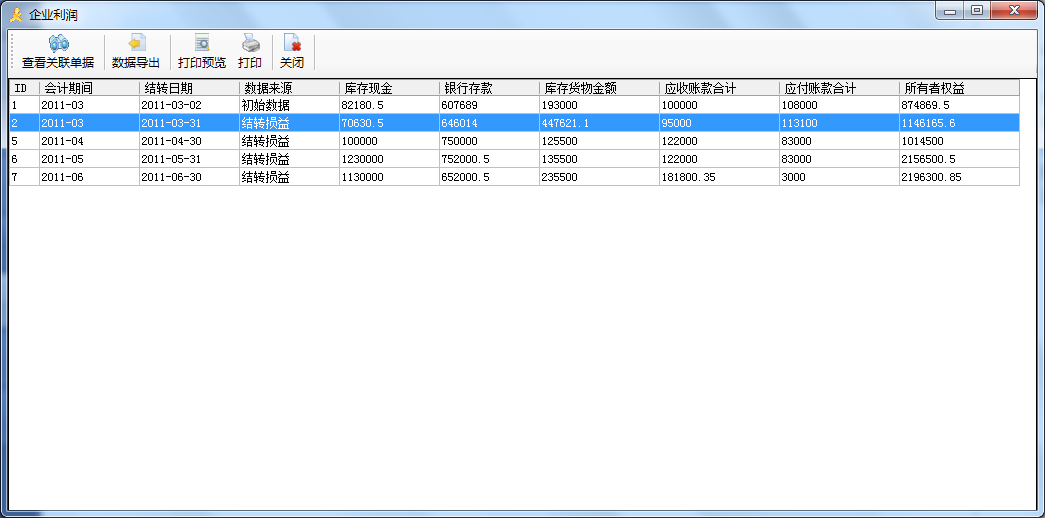 企业利润
查看关联单据 数据导出 打印预览 打印 关闭
ID 会计期间 结转日期 数据来源 库存现金 银行存款 库存货物金额 应收账款合计 应付账款合计 所有者权益
1 2011-03 2011-03-02 初始数据 82180.5 607689 193000 100000 108000 874869.5
2 2011-03 2011-03-31 结转损益 70630.5 646014 447621.1 95000 113100 1146165.6
5 2011-04 2011-04-30 结转损益 100000 750000 125500 122000 83000 1014500
6 2011-05 2011-05-31 结转损益 1230000 752000.5 135500 122000 83000 2156500.5
7 2011-06 2011-06-30 结转损益 1130000 652000.5 235500 181800.35 3000 2196300.85